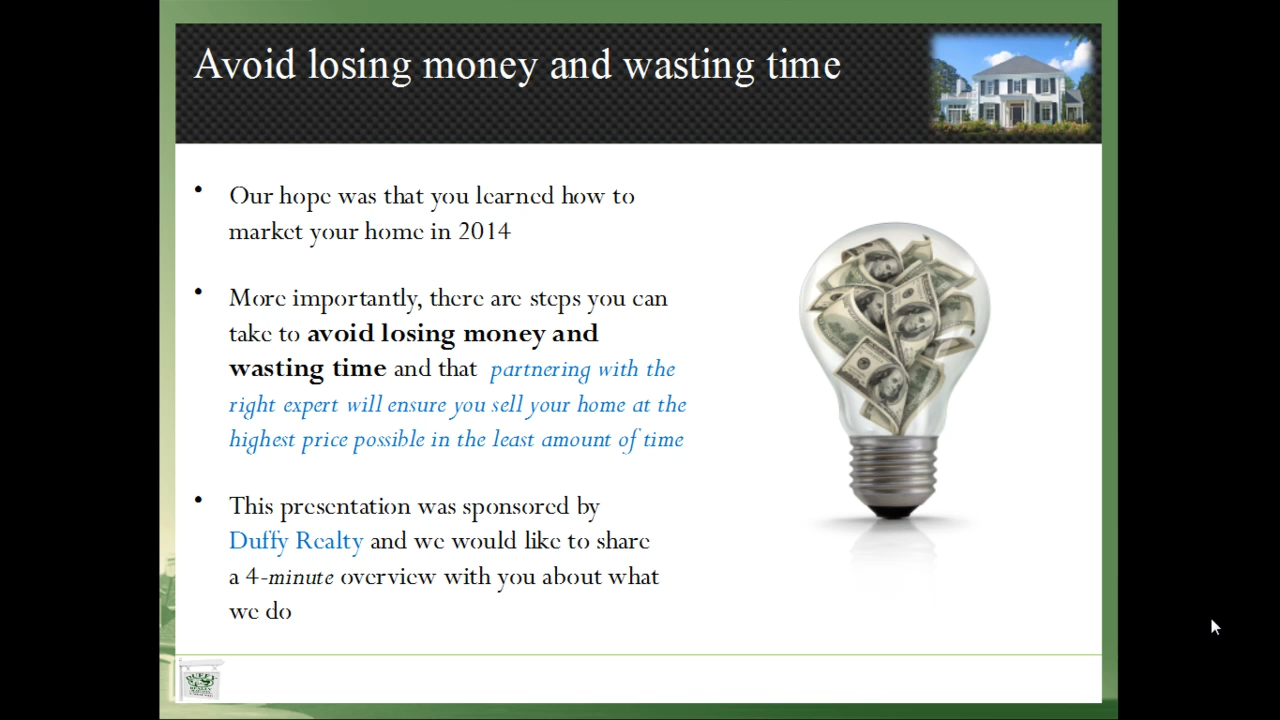 Avoid losing money and wasting time
• Our hope was that you learned how to
market your home in 2014
• More importantly, there are steps you can
take to avoid losing money and
wasting time and that partnering with the
right expert will ensure you sell your home at the
highest price possible in the least amount of time
• This presentation was sponsored by
Duffy Realty and we would like to share
a 4-minute overview with you about what
we do
DUFFY